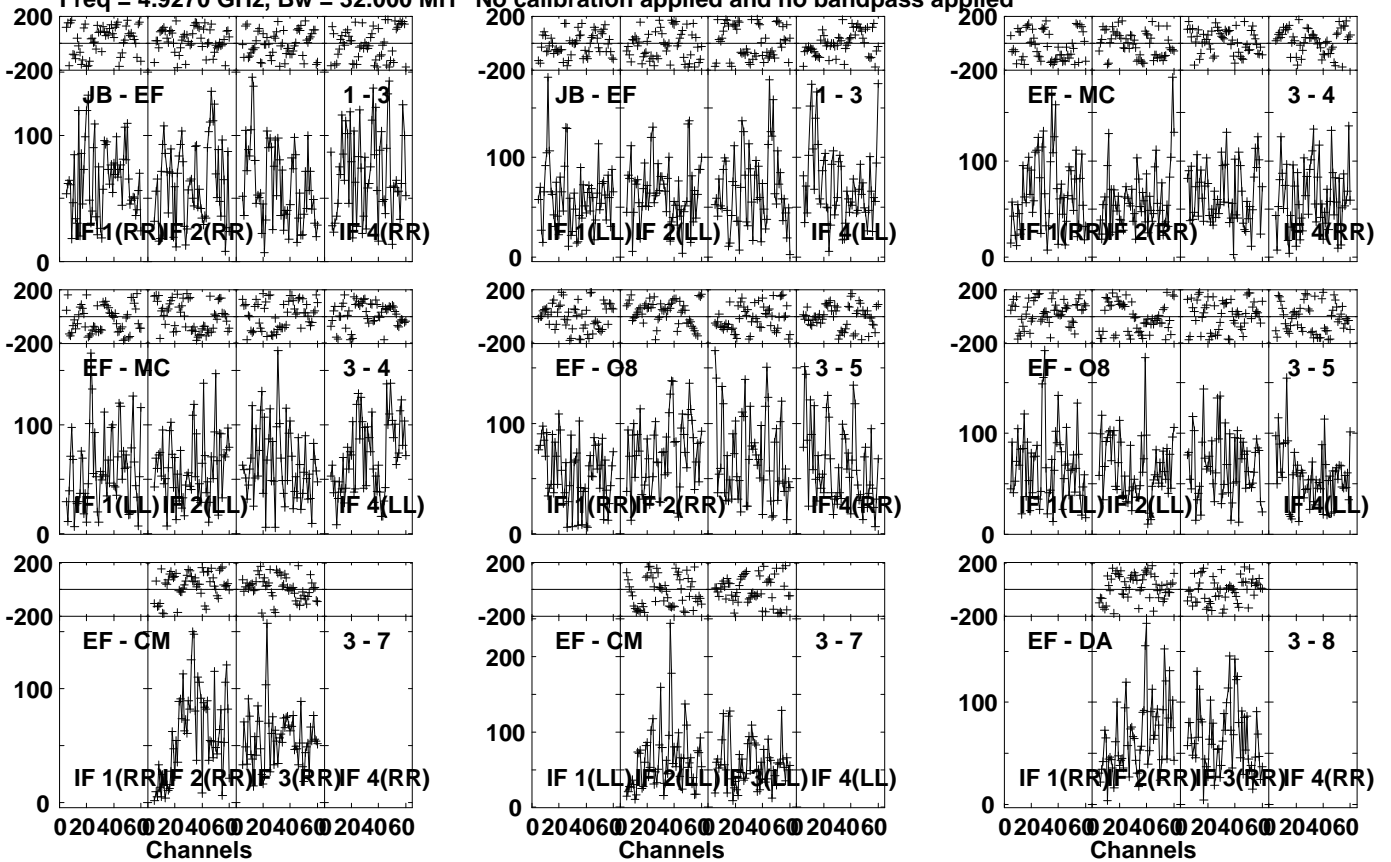 Freq = 4.9270 GHz, Bw = 32.000 MH No calibration applied and no bandpass applied
200
-200
JB - EF 1 - 3
100
IF 1(RR) IF 2(RR) IF 4(RR)
0
JB - EF 1 - 3
100
IF 1(LL) IF 2(LL) IF 4(LL)
0
200
-200
EF - MC 3 - 4
100
IF 1(RR) IF 2(RR) IF 4(RR)
0
200
-200
EF - MC 3 - 4
100
IF 1(LL) IF 2(LL) IF 4(LL)
0
200
-200
EF - O8 3 - 5
100
IF 1(RR) IF 2(RR) IF 4(RR)
0
200
-200
EF - O8 3 - 5
100
IF 1(LL) IF 2(LL) IF 4(LL)
0
200
-200
EF - CM 3 - 7
100
IF 1(RR) IF 2(RR) IF 3(RR) IF 4(RR)
0
0 20 40 60 0 20 40 60 0 20 40 60 0 20 40 60
Channels
200
-200
EF - CM 3 - 7
200
100
IF 1(LL) IF 2(LL) IF 3(LL) IF 4(LL)
0
0 20 40 60 0 20 40 60 0 20 40 60 0 20 40 60
Channels
200
-200
EF - DA 3 - 8
100
IF 1(RR) IF 2(RR) IF 3(RR) IF 4(RR)
0
0 20 40 60 0 20 40 60 0 20 40 60 0 20 40 60
Channels